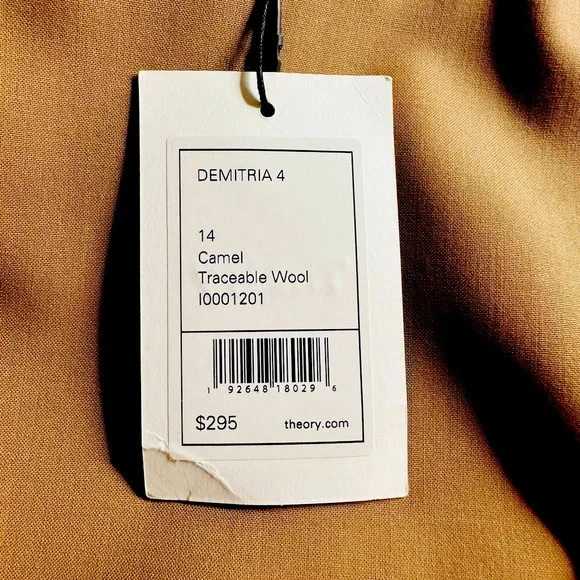 DEMITRIA 4
14
Camel
Traceable Wool
I0001201
1 92648 18029 6
$295 theory.com